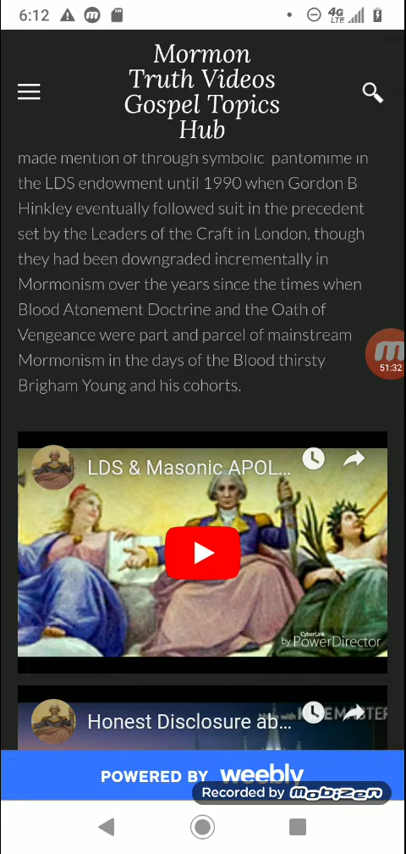 6:12
4G
LTE
Mormon
Truth Videos
Gospel Topics
Hub
made mention of through symbolic pantomime in
the LDS endowment until 1990 when Gordon B
Hinkley eventually followed suit in the precedent
set by the Leaders of the Craft in London, though
they had been downgraded incrementally in
Mormonism over the years since the times when
Blood Atonement Doctrine and the Oath of
Vengeance were part and parcel of mainstream
Mormonism in the days of the Blood thirsty
Brigham Young and his cohorts.
51:32
LDS & Masonic APOL...
CyberLink
by PowerDirector
Honest Disclosure ab...
POWERED BY weebly
Recorded by mobizen